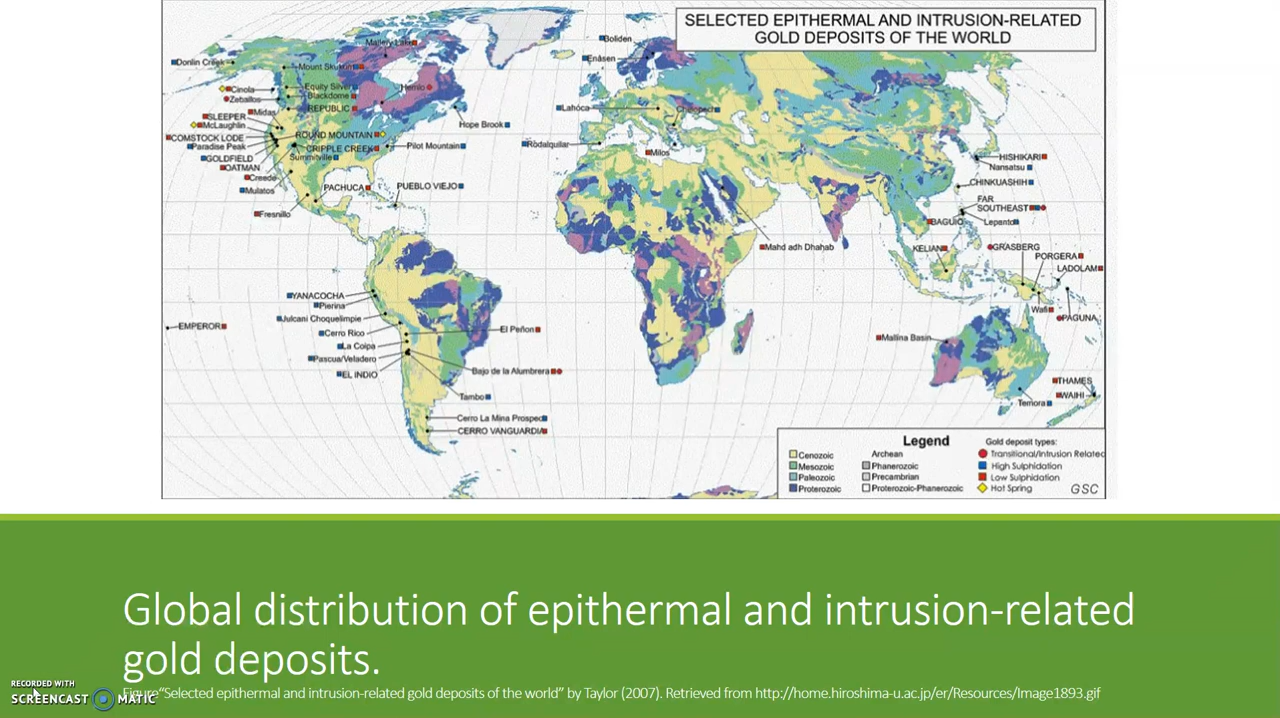 SELECTED EPITHERMAL AND INTRUSION-RELATED
GOLD DEPOSITS OF THE WORLD
Boliden
Mallery Lake
Enåsen
Donlin Creek
Mount Skukum
Equity Silver
Hemlo
Cinola
Blackdome
Zeballos
REPUBLIC
Lahóca
Chelopech
Midas
SLEEPER
McLaughlin
Hope Brook
ROUND MOUNTAIN
COMSTOCK LODE
Paradise Peak
CRIPPLE CREEK
Pilot Mountain
Rodalquilar
Milos
GOLDFIELD
Summitville
HISHIKARI
OATMAN
Nansatsu
Creede
PACHUCA
PUEBLO VIEJO
CHINKUASHIH
Mulatos
FAR
SOUTHEAST
Fresnillo
BAGUIO
Lepanto
Mahd adh Dhahab
KELIAN
GRASBERG
PORGERA
LADOLAM
YANACOCHA
Pierina
Wafi
Julcani Choquelimpie
PAGUNA
EMPEROR
Cerro Rico
El Peñon
Mallina Basin
La Coipa
Pascua/Veladero
Bajo de la Alumbrera
EL INDIO
THAMES
Tambo
WAIHI
Temora
Cerro La Mina Prospect
CERRO VANGUARDIA
Legend
Gold deposit types:
Cenozoic
Archean
Transitional/Intrusion Related
Mesozoic
Phanerozoic
High Sulphidation
Paleozoic
Precambrian
Low Sulphidation
Proterozoic
Proterozoic-Phanerozoic
Hot Spring
GSC
Global distribution of epithermal and intrusion-related
gold deposits.
Figure“Selected epithermal and intrusion-related gold deposits of the world” by Taylor (2007). Retrieved from http://home.hiroshima-u.ac.jp/er/Resources/Image1893.gif
RECORDED WITH
SCREENCAST MATIC